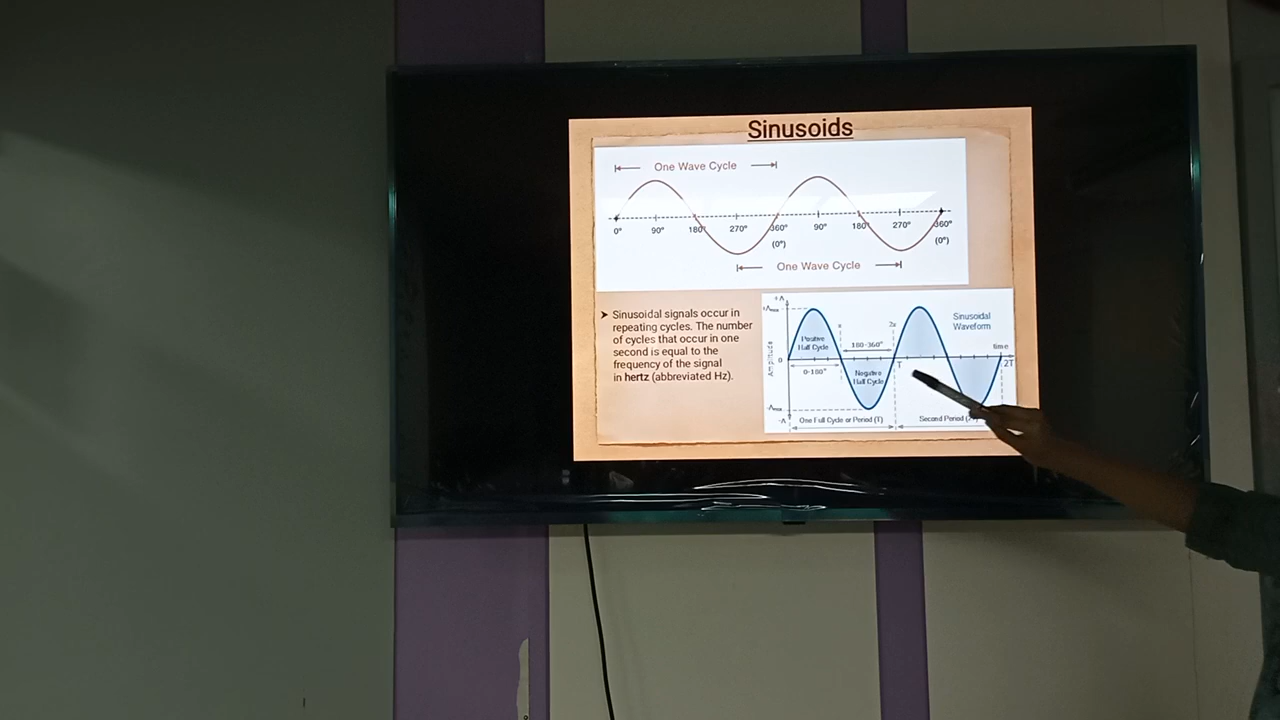 Sinusoids
One Wave Cycle
0° 90° 180° 270° 360° 90° 180° 270° 360°
(0°) (0°)
One Wave Cycle
➤ Sinusoidal signals occur in
repeating cycles. The number
of cycles that occur in one
second is equal to the
frequency of the signal
in hertz (abbreviated Hz).
+A
Sinusoidal
Waveform
Positive
Half Cycle
180-360°
time
Amplitude
0
T
2T
0-180°
Negative
Half Cycle
-A
One Full Cycle or Period (T)
Second Period